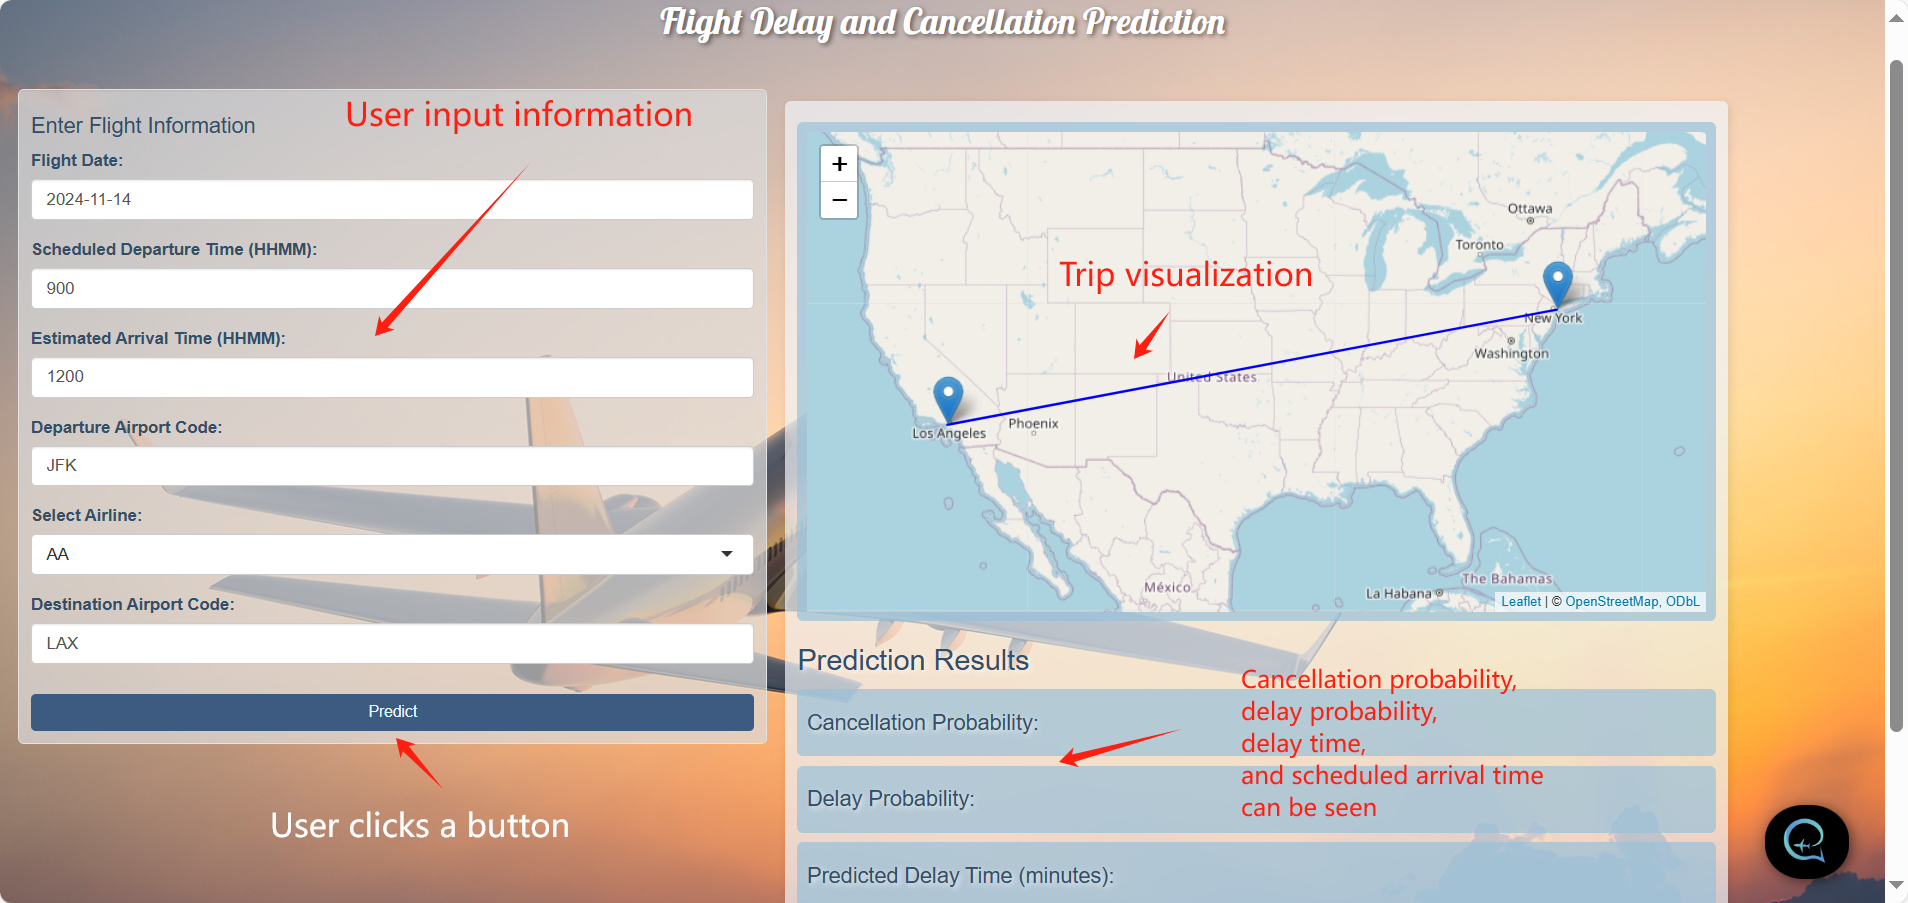 Flight Delay and Cancellation Prediction
User input information
Enter Flight Information
Flight Date:
2024-11-14
Scheduled Departure Time (HHMM):
900
Estimated Arrival Time (HHMM):
1200
Departure Airport Code:
JFK
Select Airline:
AA
Destination Airport Code:
LAX
Predict
User clicks a button
+
−
Trip visualization
Ottawa
Toronto
New York
Washington
United States
Los Angeles
Phoenix
México
La Habana
The Bahamas
Leaflet | © OpenStreetMap, ODbL
Prediction Results
Cancellation Probability:
Delay Probability:
Predicted Delay Time (minutes):
Cancellation probability,
delay probability,
delay time,
and scheduled arrival time
can be seen